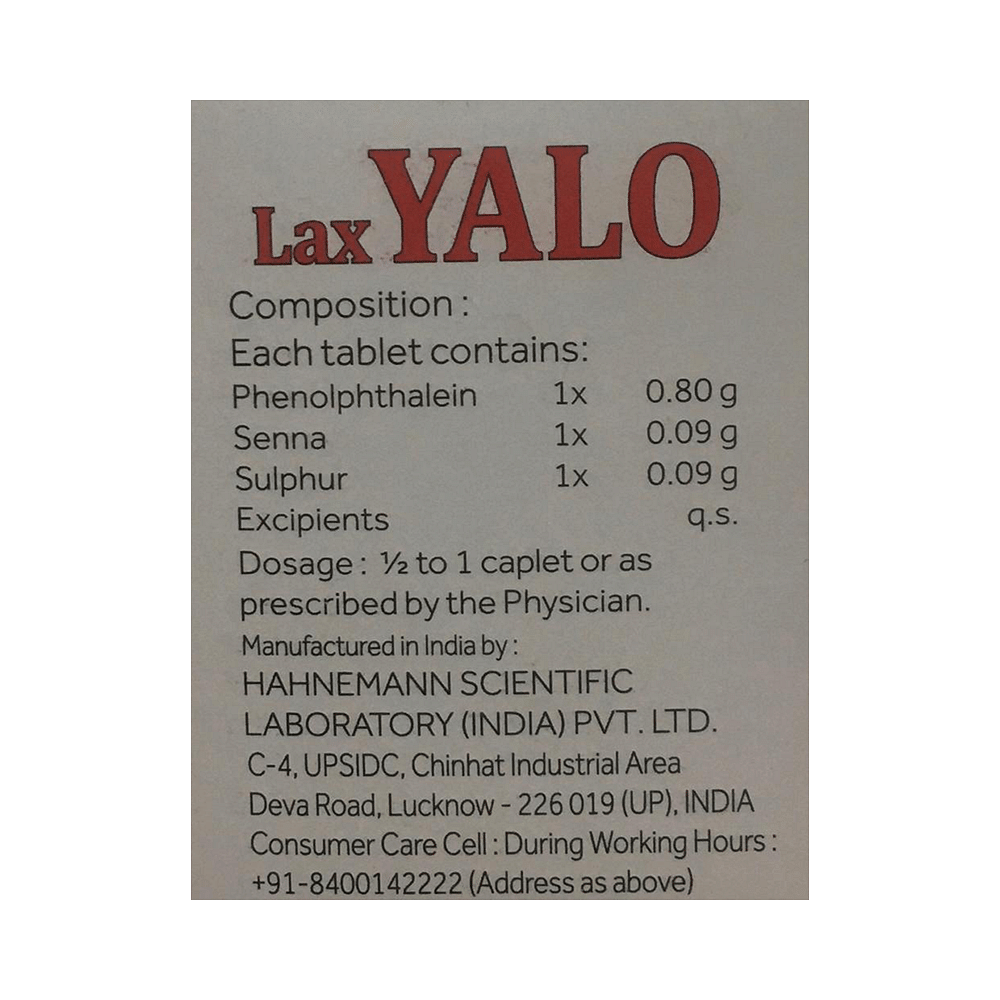 Lax YALO
Composition :
Each tablet contains:
Phenolphthalein 1x 0.80 g
Senna 1x 0.09 g
Sulphur 1x 0.09 g
Excipients q.s.
Dosage : ½ to 1 caplet or as
prescribed by the Physician.
Manufactured in India by :
HAHNEMANN SCIENTIFIC
LABORATORY (INDIA) PVT. LTD.
C-4, UPSIDC, Chinhat Industrial Area
Deva Road, Lucknow - 226 019 (UP), INDIA
Consumer Care Cell : During Working Hours :
+91-8400142222 (Address as above)